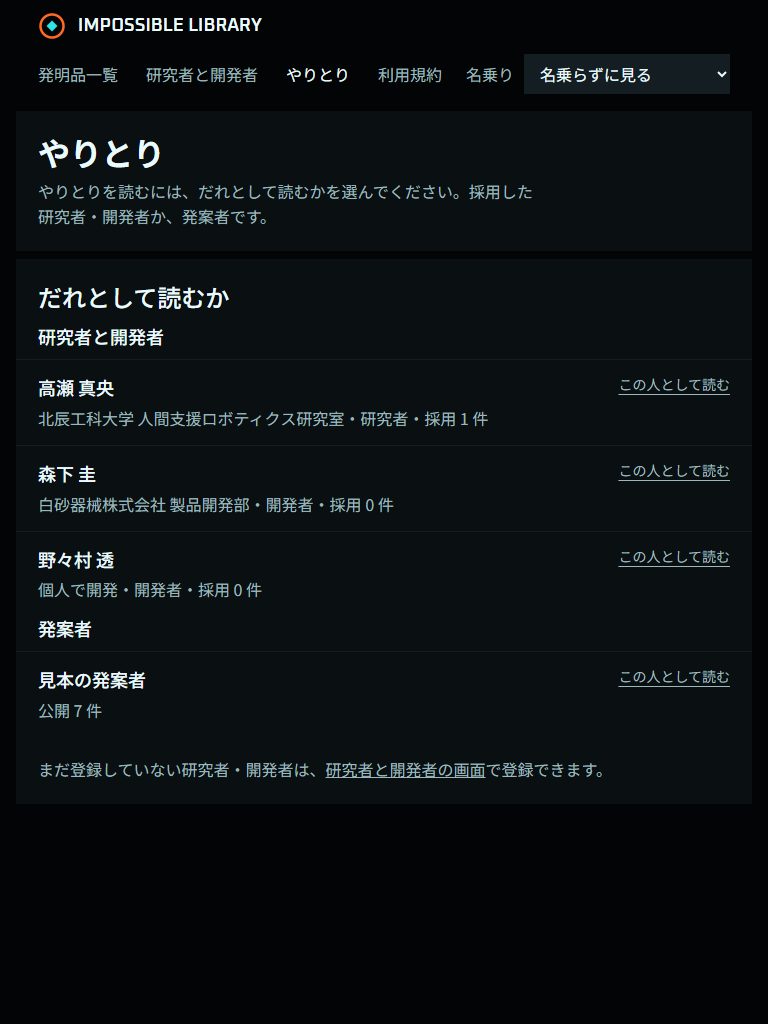 IMPOSSIBLE LIBRARY
発明品一覧 研究者と開発者 やりとり 利用規約 名乗り 名乗らずに見る
やりとり
やりとりを読むには、だれとして読むかを選んでください。採用した
研究者・開発者か、発案者です。
だれとして読むか
研究者と開発者
高瀬 真央 この人として読む
北辰工科大学 人間支援ロボティクス研究室・研究者・採用 1 件
森下 圭 この人として読む
白砂器械株式会社 製品開発部・開発者・採用 0 件
野々村 透 この人として読む
個人で開発・開発者・採用 0 件
発案者
見本の発案者 この人として読む
公開 7 件
まだ登録していない研究者・開発者は、研究者と開発者の画面で登録できます。